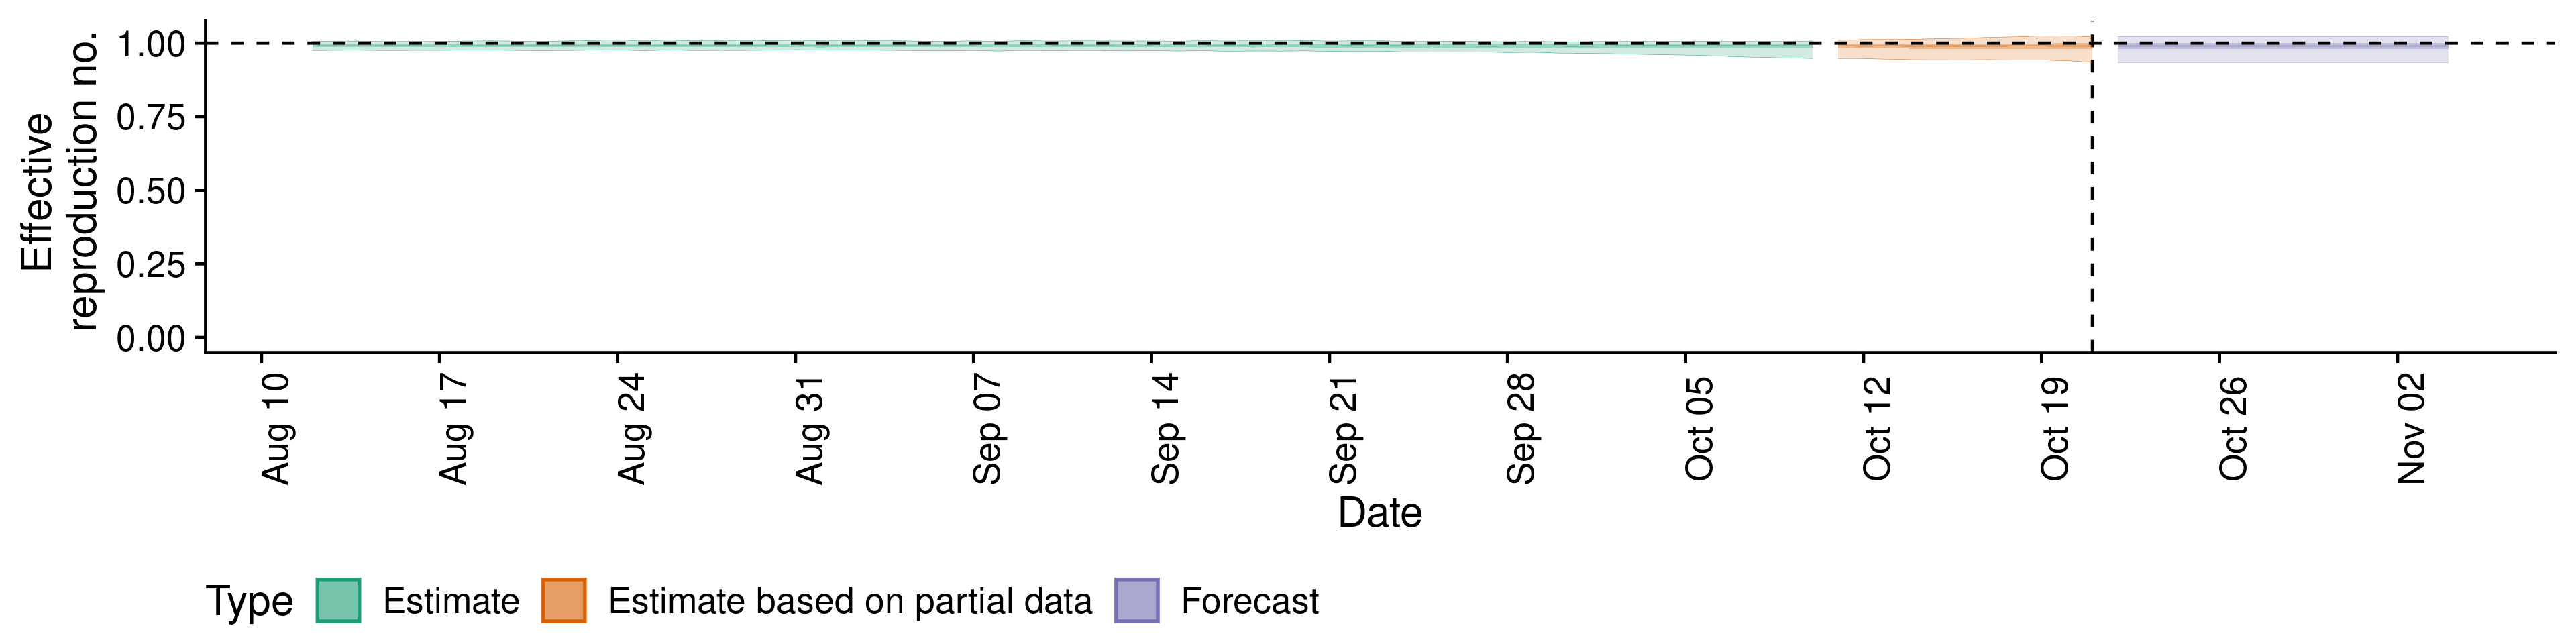 Effective
reproduction no.
1.00
0.75
0.50
0.25
0.00
Aug 10
Aug 17
Aug 24
Aug 31
Sep 07
Sep 14
Sep 21
Sep 28
Oct 05
Oct 12
Oct 19
Oct 26
Nov 02
Date
Type Estimate Estimate based on partial data Forecast